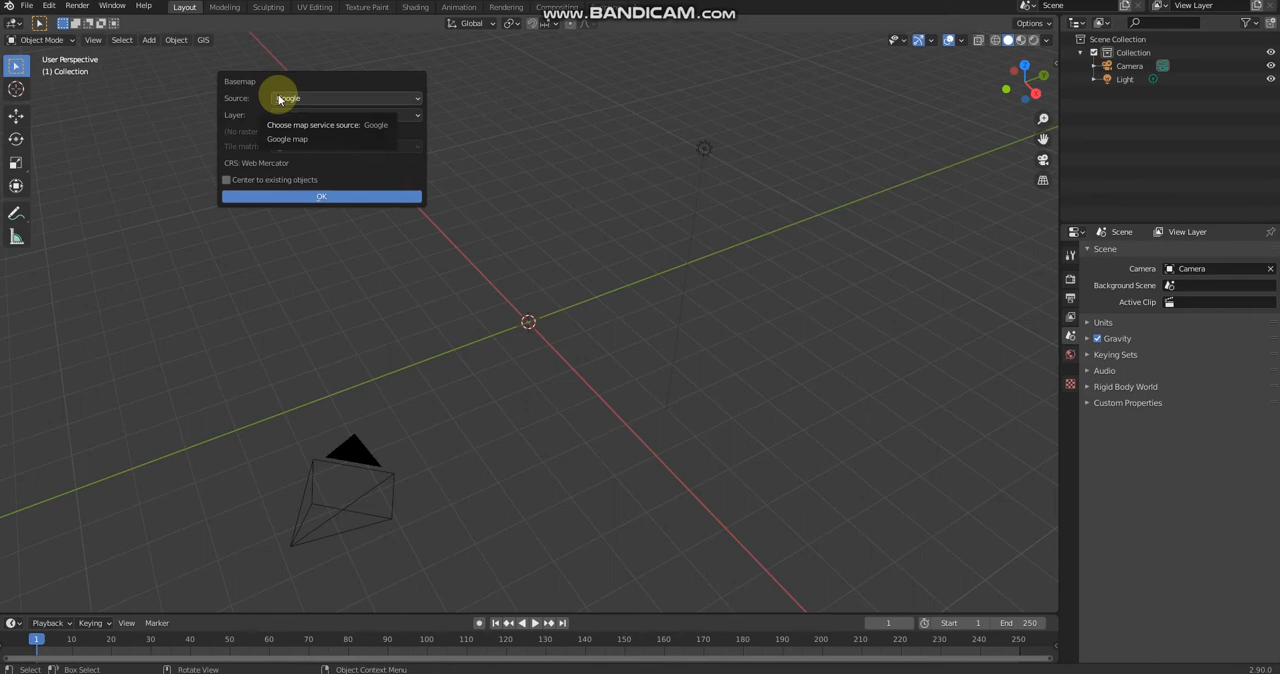 File Edit Render Window Help Layout Modeling Sculpting UV Editing Texture Paint Shading Animation Rendering Compositing
www.BANDICAM.com
Scene View Layer
Global Options
Object Mode View Select Add Object GIS
User Perspective
(1) Collection
Basemap
Source: Google
Layer:
Choose map service source: Google
Google map
(No raster
Tile matri
CRS: Web Mercator
Center to existing objects
OK
Scene Collection
Collection
Camera
Light
Scene View Layer
Scene
Camera Camera
Background Scene
Active Clip
Units
Gravity
Keying Sets
Audio
Rigid Body World
Custom Properties
Playback Keying View Marker 1 Start 1 End 250
1 10 20 30 40 50 60 70 80 90 100 110 120 130 140 150 160 170 180 190 200 210 220 230 240 250
Select Box Select Rotate View Object Context Menu 2.90.0